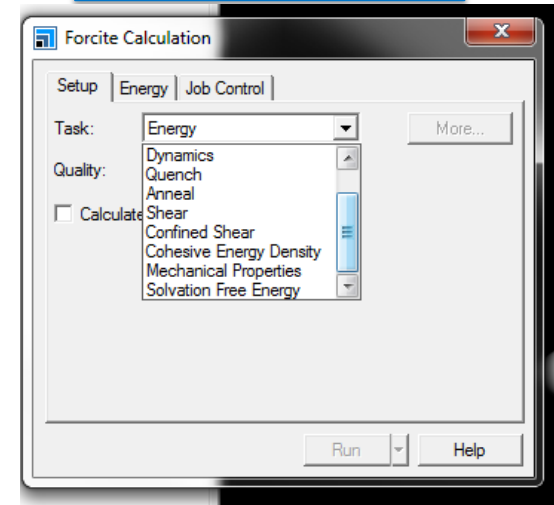 Forcite Calculation
Setup Energy Job Control
Task: Energy More...
Quality:
Dynamics
Quench
Anneal
Calculate Shear
Confined Shear
Cohesive Energy Density
Mechanical Properties
Solvation Free Energy
Run Help